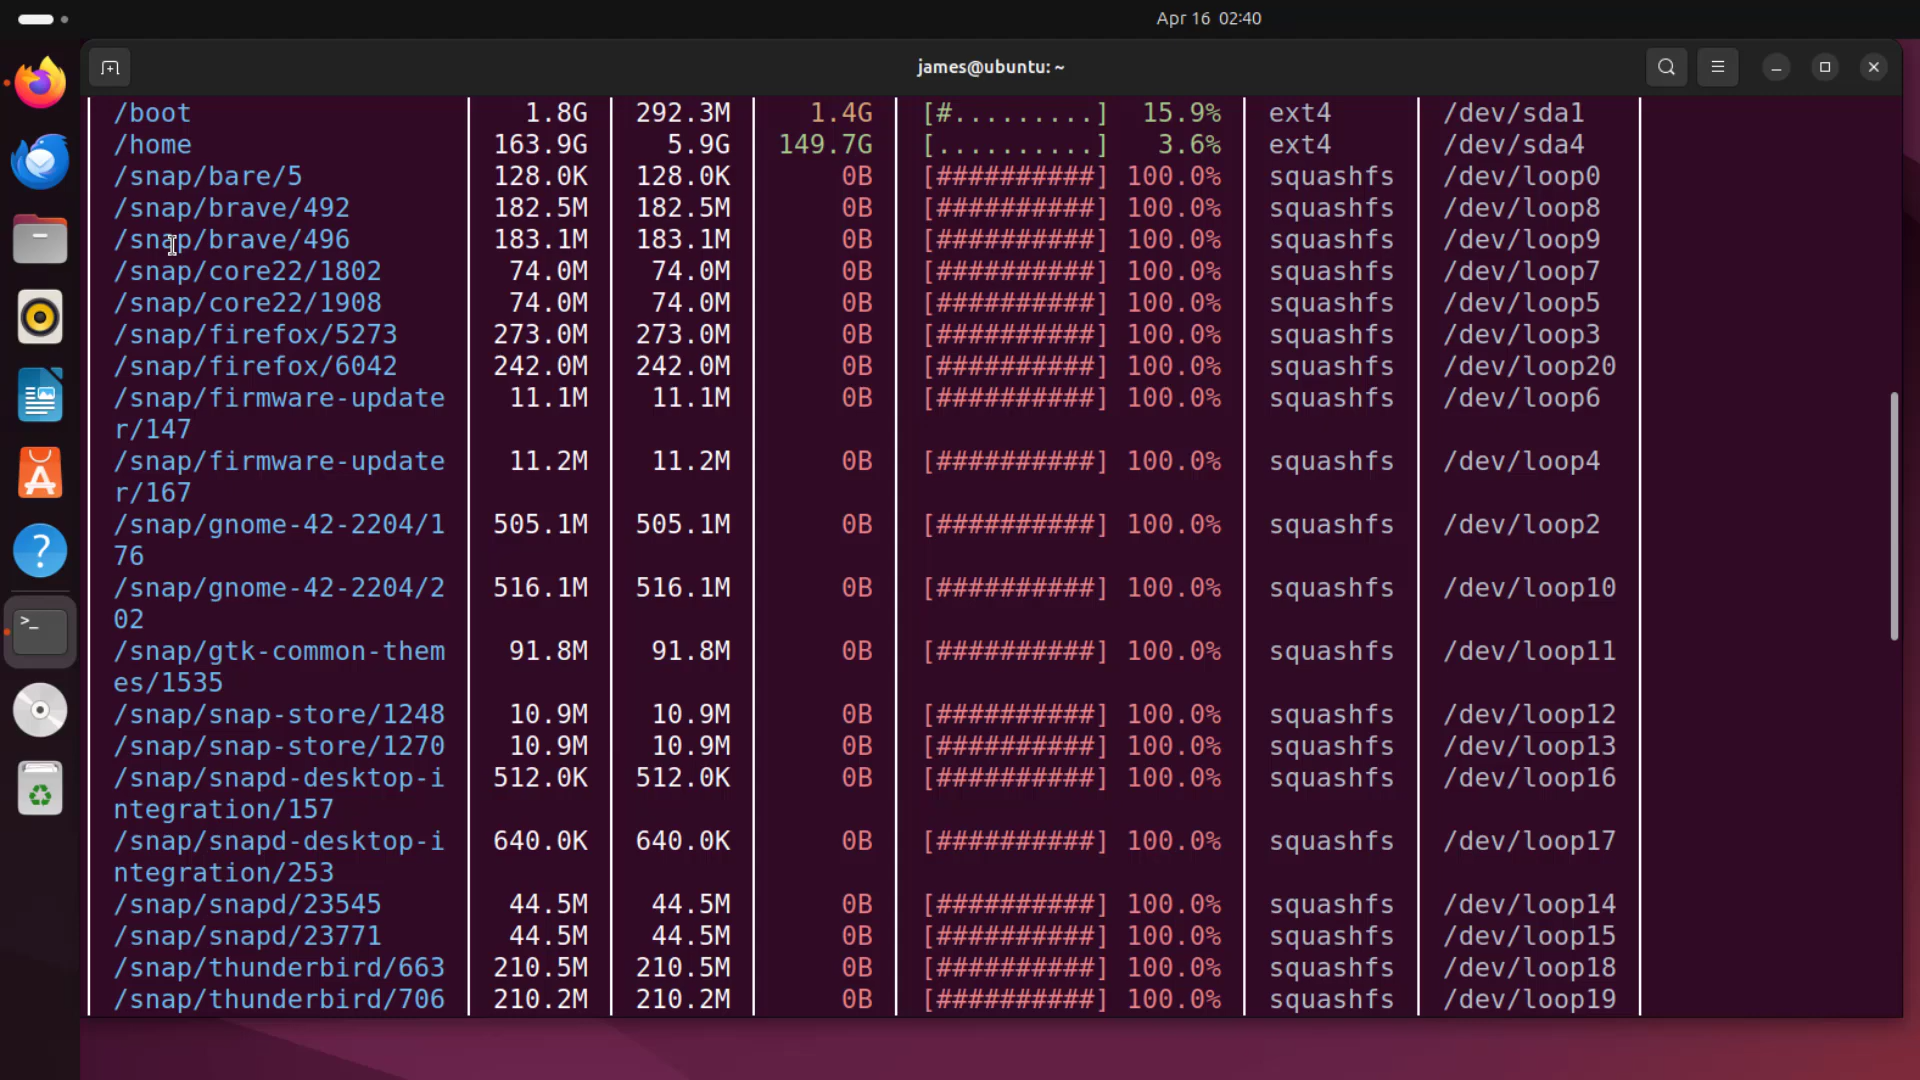 Apr 16 02:40
james@ubuntu: ~
/boot 1.8G 292.3M 1.4G [#.........] 15.9% ext4 /dev/sda1
/home 163.9G 5.9G 149.7G [..........] 3.6% ext4 /dev/sda4
/snap/bare/5 128.0K 128.0K 0B [##########] 100.0% squashfs /dev/loop0
/snap/brave/492 182.5M 182.5M 0B [##########] 100.0% squashfs /dev/loop8
/snap/brave/496 183.1M 183.1M 0B [##########] 100.0% squashfs /dev/loop9
/snap/core22/1802 74.0M 74.0M 0B [##########] 100.0% squashfs /dev/loop7
/snap/core22/1908 74.0M 74.0M 0B [##########] 100.0% squashfs /dev/loop5
/snap/firefox/5273 273.0M 273.0M 0B [##########] 100.0% squashfs /dev/loop3
/snap/firefox/6042 242.0M 242.0M 0B [##########] 100.0% squashfs /dev/loop20
/snap/firmware-update 11.1M 11.1M 0B [##########] 100.0% squashfs /dev/loop6
r/147
/snap/firmware-update 11.2M 11.2M 0B [##########] 100.0% squashfs /dev/loop4
r/167
/snap/gnome-42-2204/1 505.1M 505.1M 0B [##########] 100.0% squashfs /dev/loop2
76
/snap/gnome-42-2204/2 516.1M 516.1M 0B [##########] 100.0% squashfs /dev/loop10
02
/snap/gtk-common-them 91.8M 91.8M 0B [##########] 100.0% squashfs /dev/loop11
es/1535
/snap/snap-store/1248 10.9M 10.9M 0B [##########] 100.0% squashfs /dev/loop12
/snap/snap-store/1270 10.9M 10.9M 0B [##########] 100.0% squashfs /dev/loop13
/snap/snapd-desktop-i 512.0K 512.0K 0B [##########] 100.0% squashfs /dev/loop16
ntegration/157
/snap/snapd-desktop-i 640.0K 640.0K 0B [##########] 100.0% squashfs /dev/loop17
ntegration/253
/snap/snapd/23545 44.5M 44.5M 0B [##########] 100.0% squashfs /dev/loop14
/snap/snapd/23771 44.5M 44.5M 0B [##########] 100.0% squashfs /dev/loop15
/snap/thunderbird/663 210.5M 210.5M 0B [##########] 100.0% squashfs /dev/loop18
/snap/thunderbird/706 210.2M 210.2M 0B [##########] 100.0% squashfs /dev/loop19